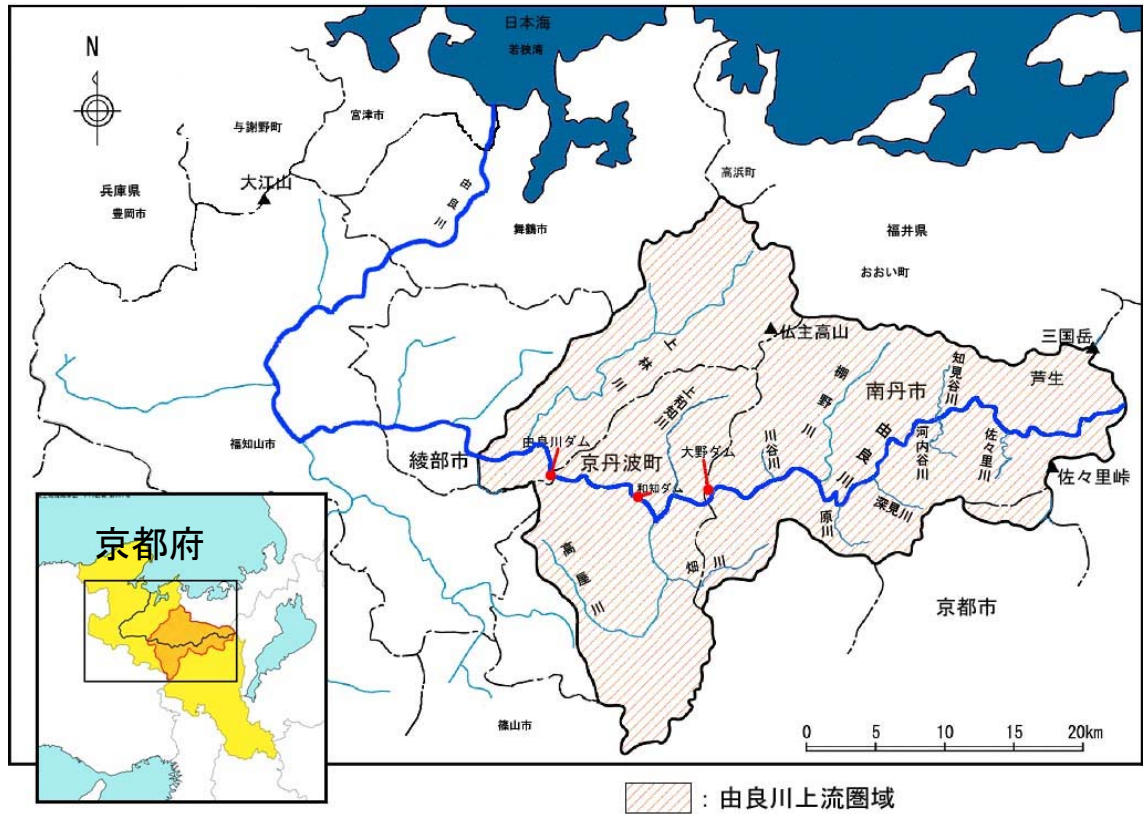 日本海
若狭湾
N
宮津市
与謝野町
兵庫県
豊岡市
大江山
由良川
舞鶴市
高浜町
福井県
おおい町
仏主高山
三国岳
芦生
知見谷川
南丹市
棚野川
上林川
上和知川
由良川
河内谷川
佐々里川
佐々里峠
福知山市
綾部市
由良川ダム
京丹波町
大野ダム
川谷川
和知ダム
原川
深見川
高屋川
畑川
京都市
篠山市
京都府
0 5 10 15 20km
：由良川上流圏域